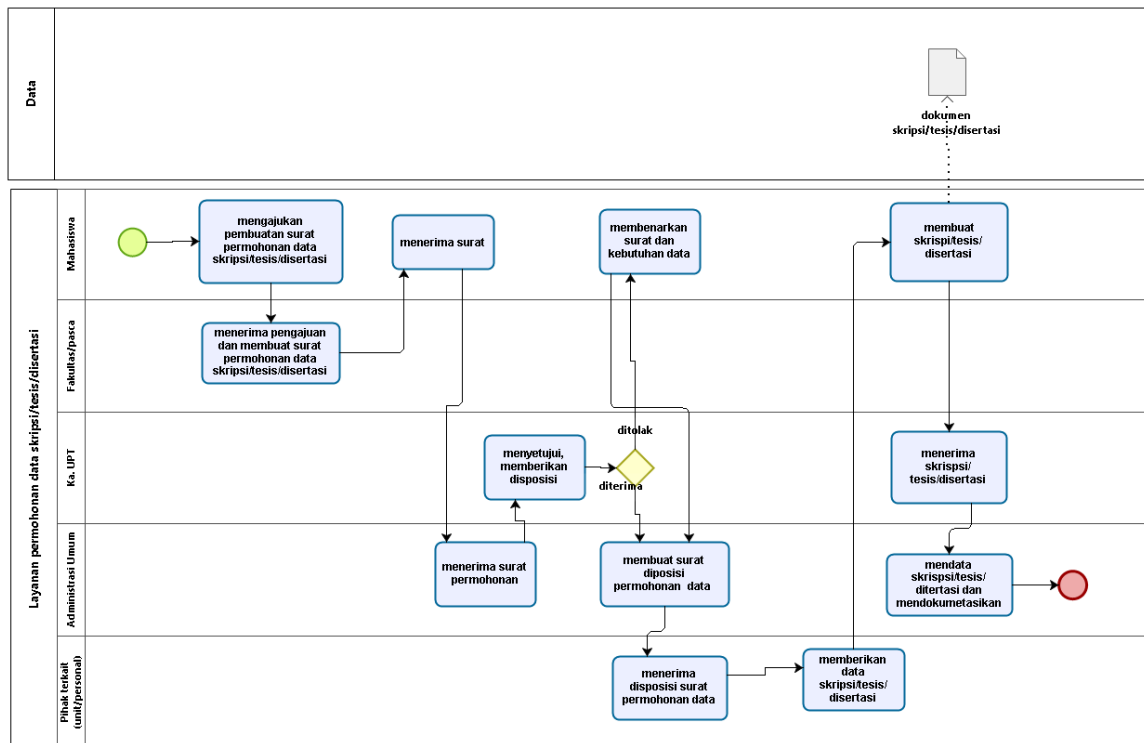 Data
dokumen
skripsi/tesis/disertasi
Layanan permohonan data skripsi/tesis/disertasi
Mahasiswa
mengajukan
pembuatan surat
permohonan data
skripsi/tesis/disertasi
menerima surat
membenarkan
surat dan
kebutuhan data
membuat
skrispi/tesis/
disertasi
Fakultas/pasca
menerima pengajuan
dan membuat surat
permohonan data
skripsi/tesis/disertasi
Ka. UPT
menyetujui,
memberikan
disposisi
ditolak
diterima
menerima
skrispsi/
tesis/disertasi
Administrasi Umum
menerima surat
permohonan
membuat surat
diposisi
permohonan data
mendata
skrispsi/tesis/
ditertasi dan
mendokumetasikan
Pihak terkait
(unit/personal)
menerima
disposisi surat
permohonan data
memberikan
data
skripsi/tesis/
disertasi